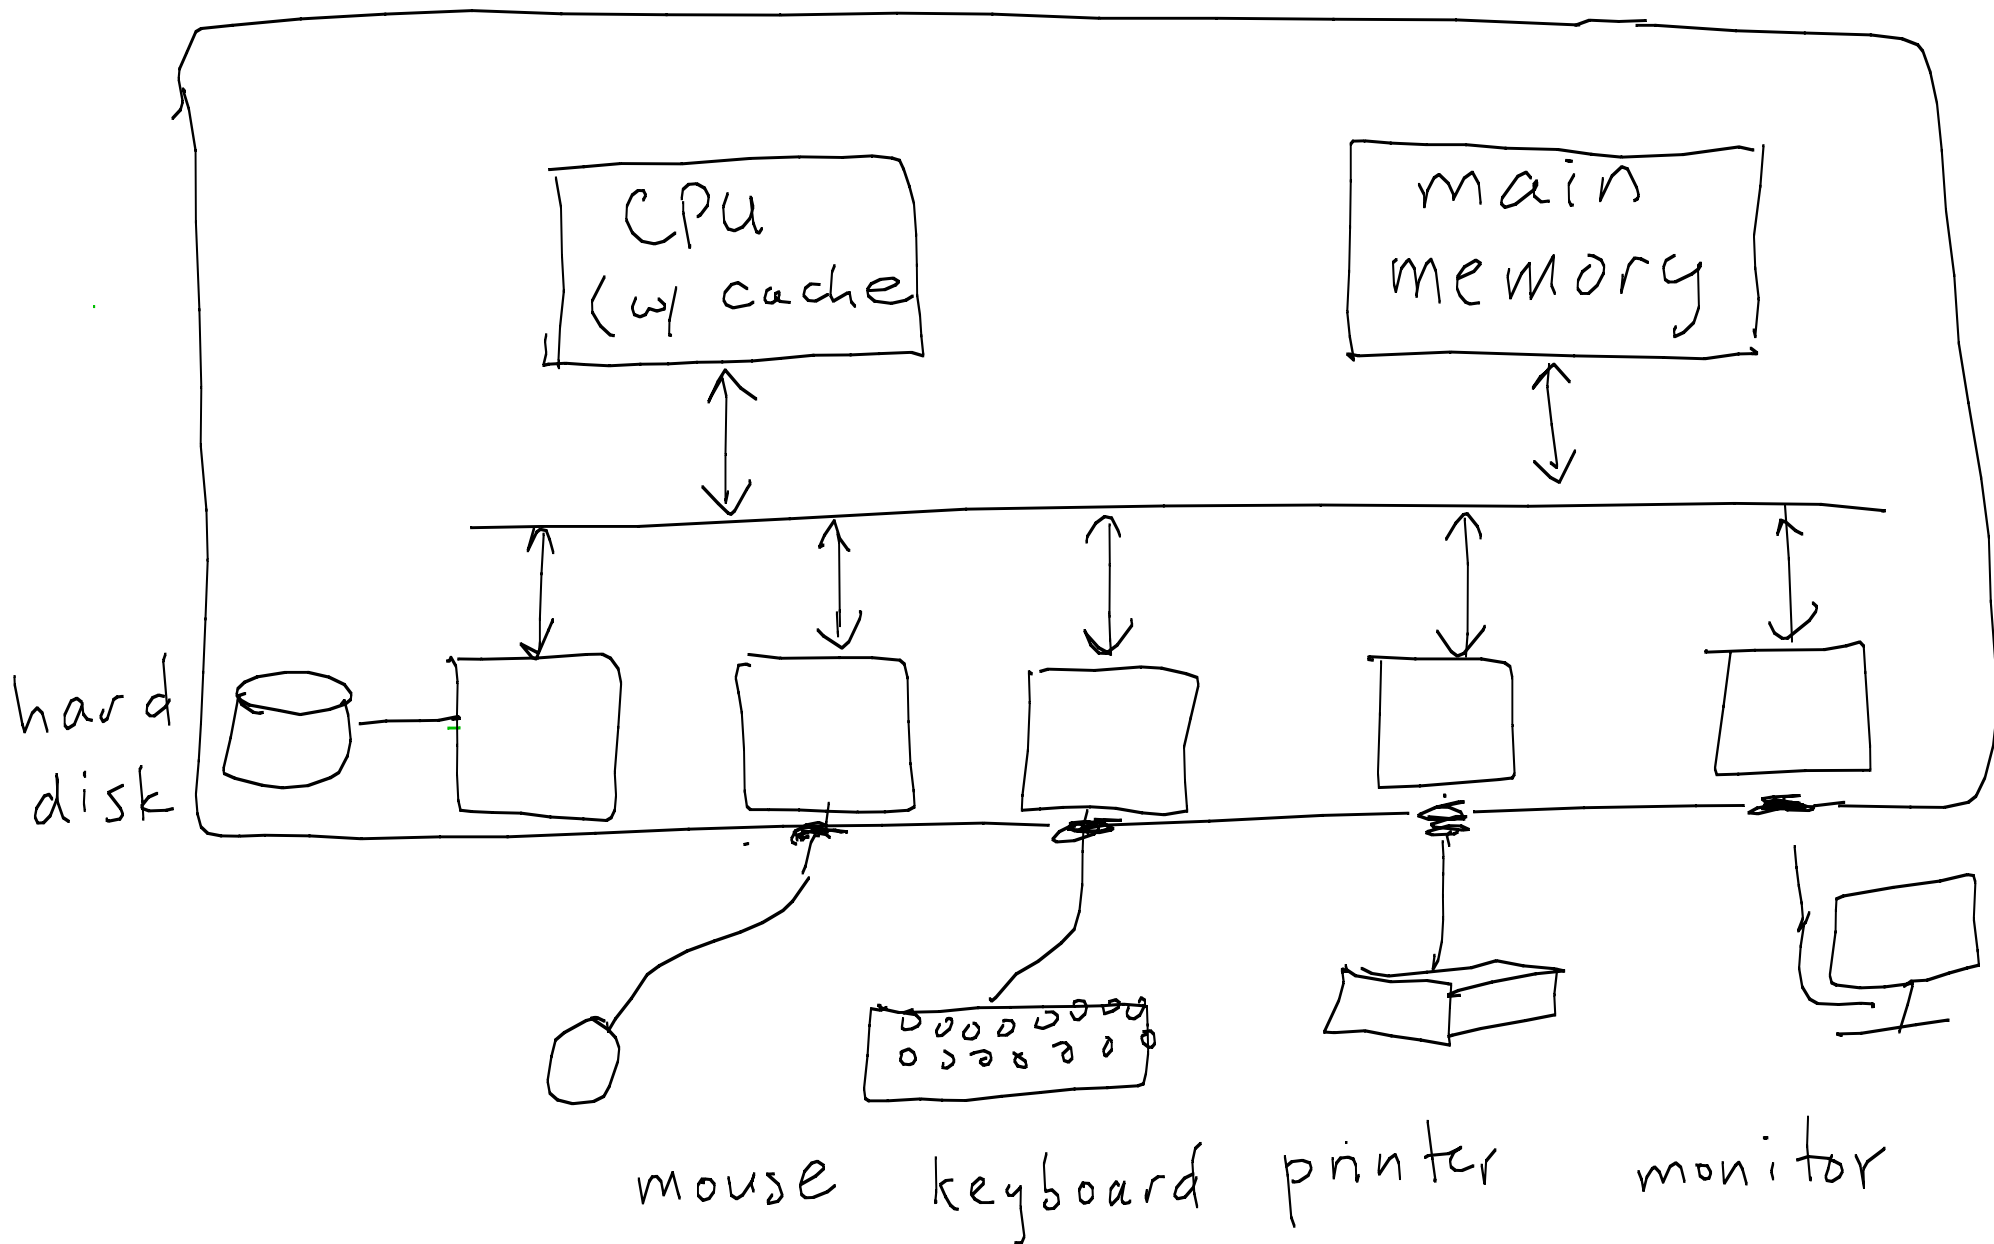 CPU
(w/ cache
main
memory
hard
disk
mouse keyboard printer monitor